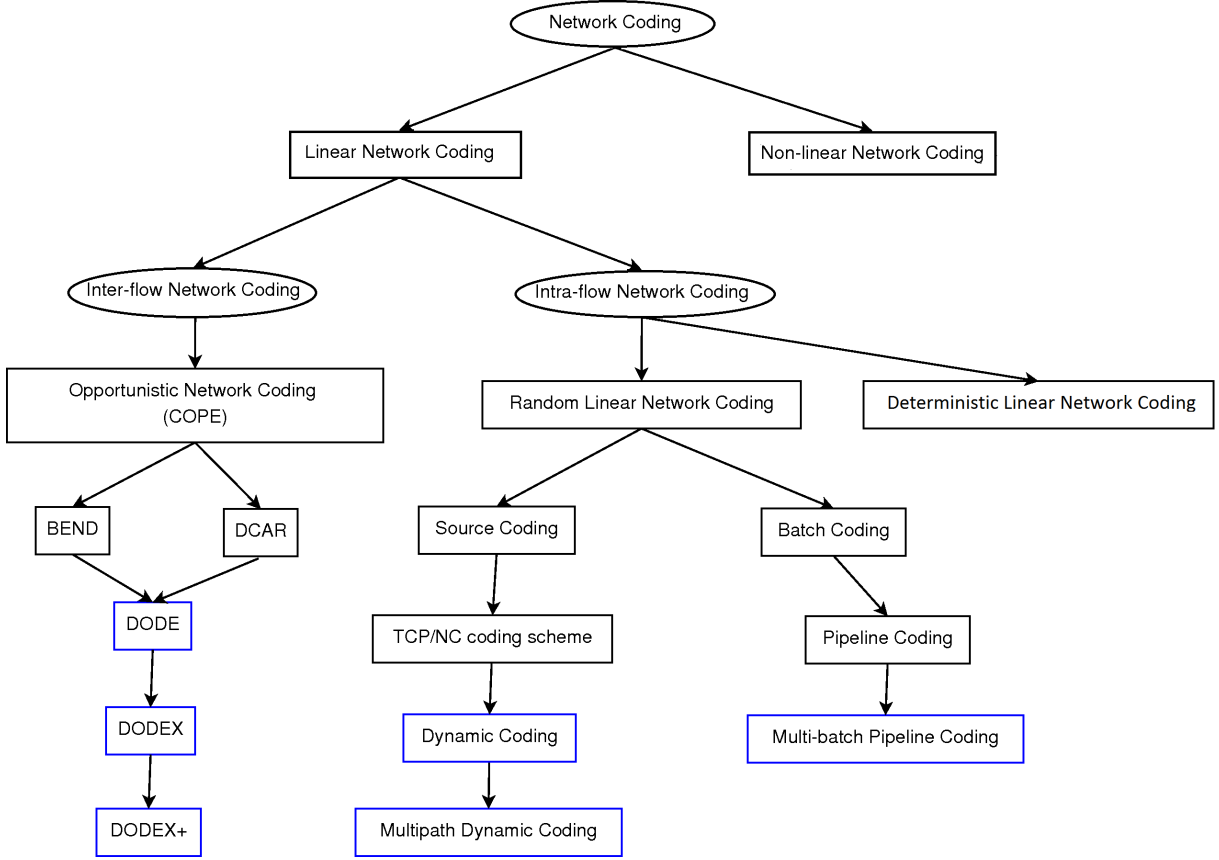 Network Coding
Linear Network Coding
Non-linear Network Coding
Inter-flow Network Coding
Intra-flow Network Coding
Opportunistic Network Coding
(COPE)
Random Linear Network Coding
Deterministic Linear Network Coding
BEND
DCAR
Source Coding
Batch Coding
DODE
TCP/NC coding scheme
Pipeline Coding
DODEX
Dynamic Coding
Multi-batch Pipeline Coding
DODEX+
Multipath Dynamic Coding